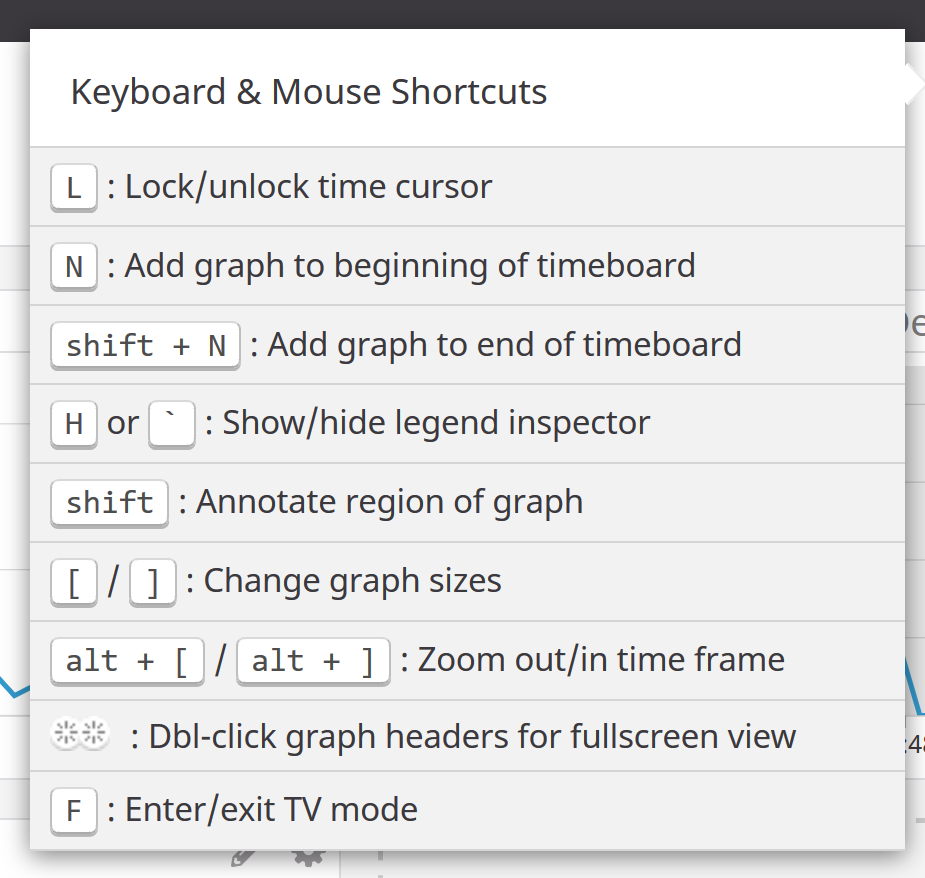 Keyboard & Mouse Shortcuts
L : Lock/unlock time cursor
N : Add graph to beginning of timeboard
shift + N : Add graph to end of timeboard
H or ` : Show/hide legend inspector
shift : Annotate region of graph
[ / ] : Change graph sizes
alt + [ / alt + ] : Zoom out/in time frame
: Dbl-click graph headers for fullscreen view
F : Enter/exit TV mode